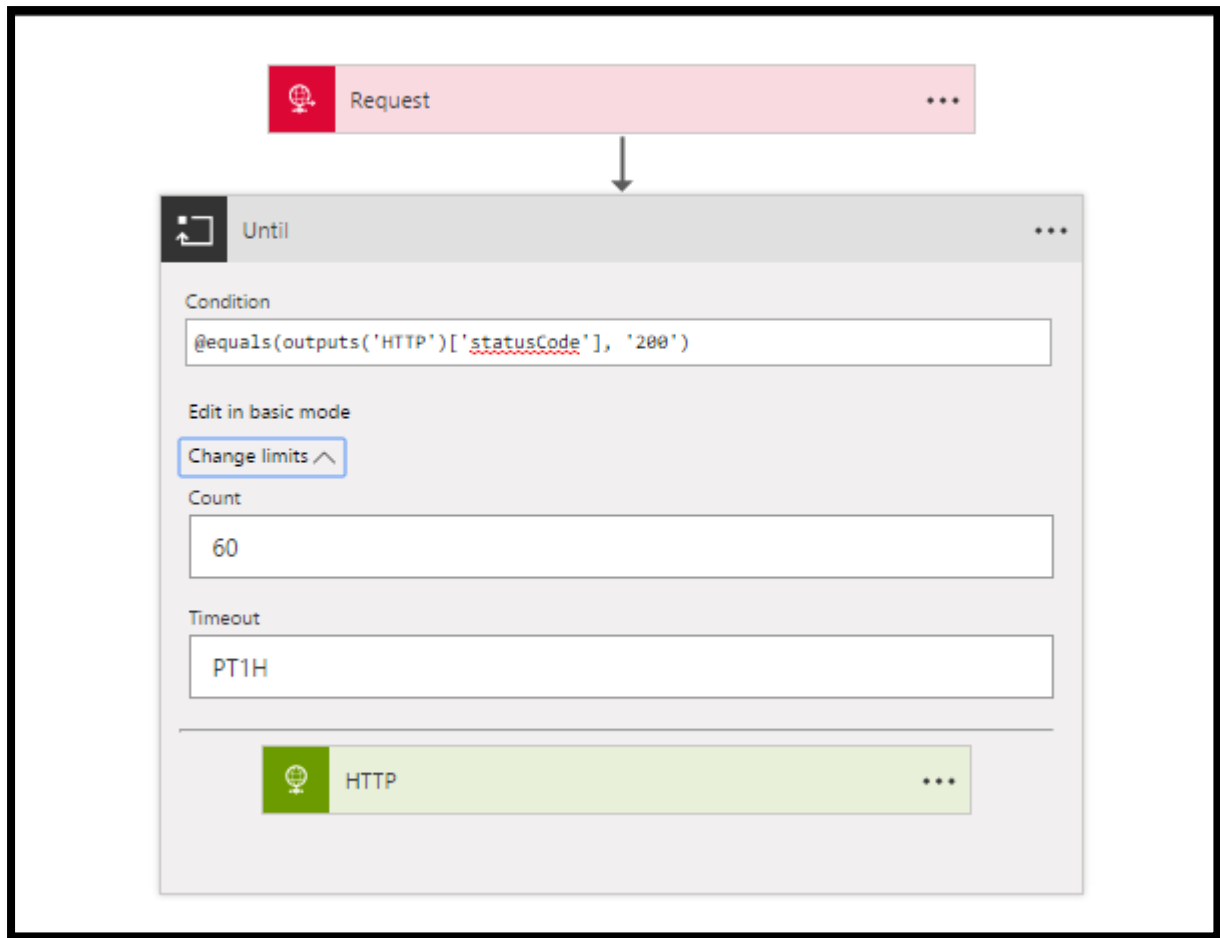 Request
Until
Condition
@equals(outputs('HTTP')['statusCode'], '200')
Edit in basic mode
Change limits
Count
60
Timeout
PT1H
HTTP